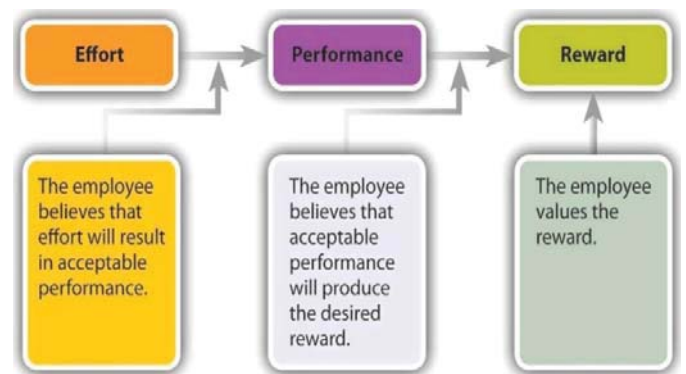 Effort
Performance
Reward
The employee
believes that
effort will result
in acceptable
performance.
The employee
believes that
acceptable
performance
will produce
the desired
reward.
The employee
values the
reward.